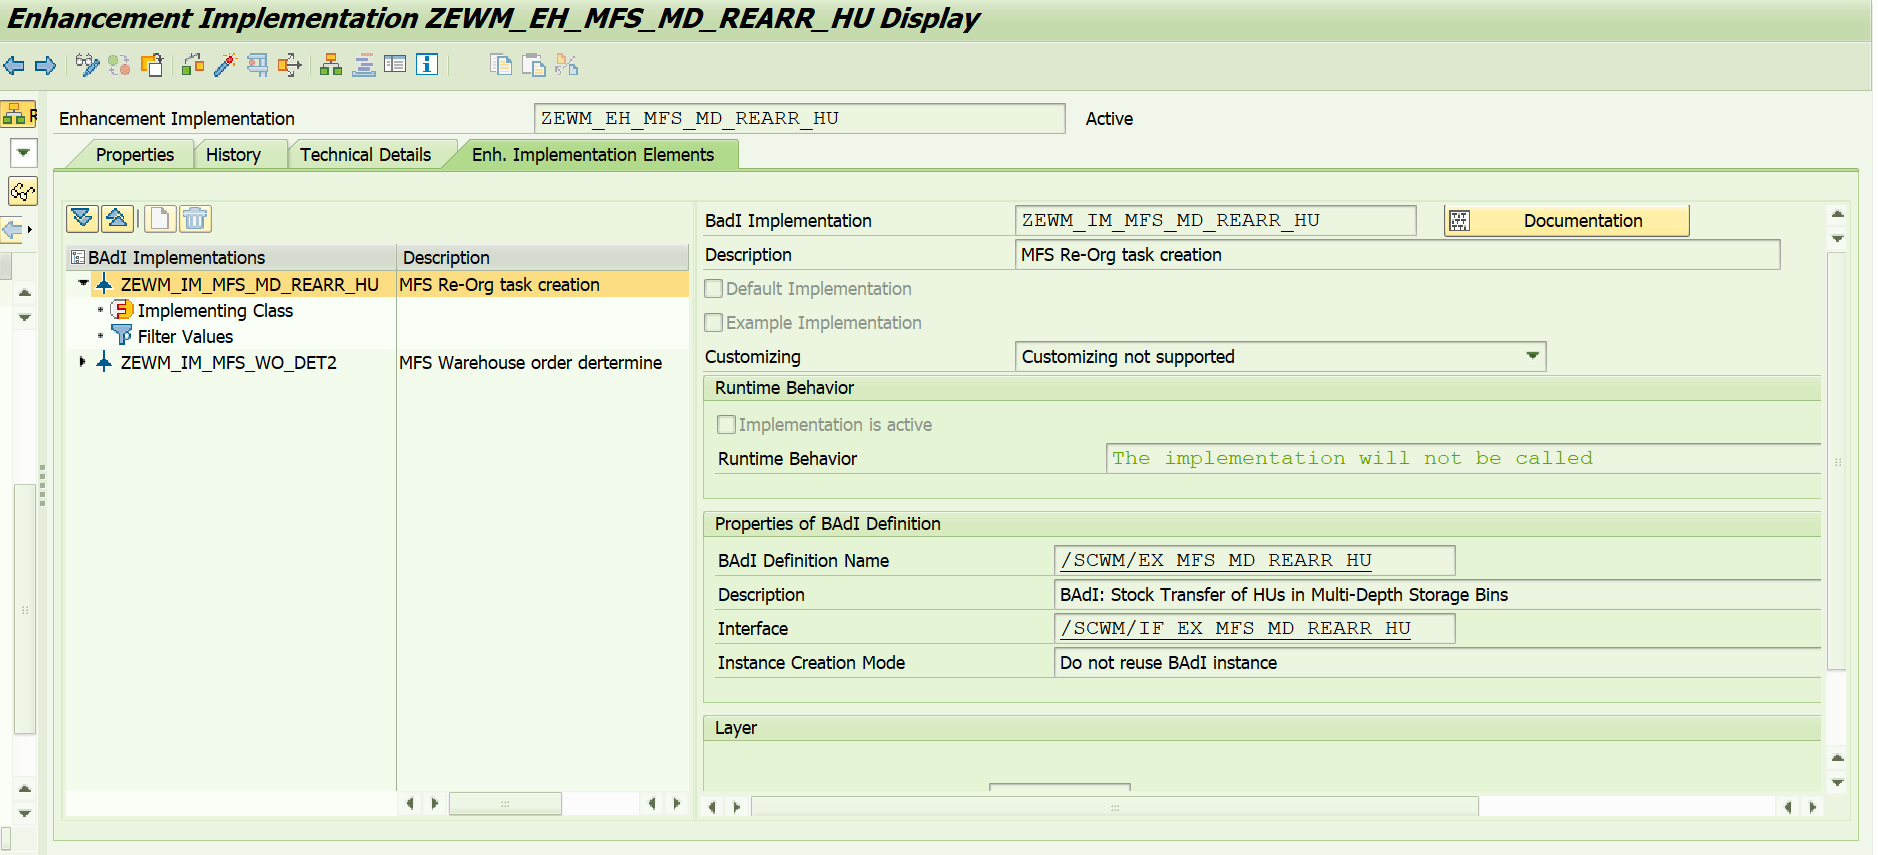 Enhancement Implementation ZEWM_EH_MFS_MD_REARR_HU Display
Enhancement Implementation ZEWM_EH_MFS_MD_REARR_HU Active
Properties History Technical Details Enh. Implementation Elements
BAdI Implementations Description
ZEWM_IM_MFS_MD_REARR_HU MFS Re-Org task creation
Implementing Class
Filter Values
ZEWM_IM_MFS_WO_DET2 MFS Warehouse order dertermine
BadI Implementation ZEWM_IM_MFS_MD_REARR_HU Documentation
Description MFS Re-Org task creation
Default Implementation
Example Implementation
Customizing Customizing not supported
Runtime Behavior
Implementation is active
Runtime Behavior The implementation will not be called
Properties of BAdI Definition
BAdI Definition Name /SCWM/EX_MFS_MD_REARR_HU
Description BAdI: Stock Transfer of HUs in Multi-Depth Storage Bins
Interface /SCWM/IF_EX_MFS_MD_REARR_HU
Instance Creation Mode Do not reuse BAdI instance
Layer